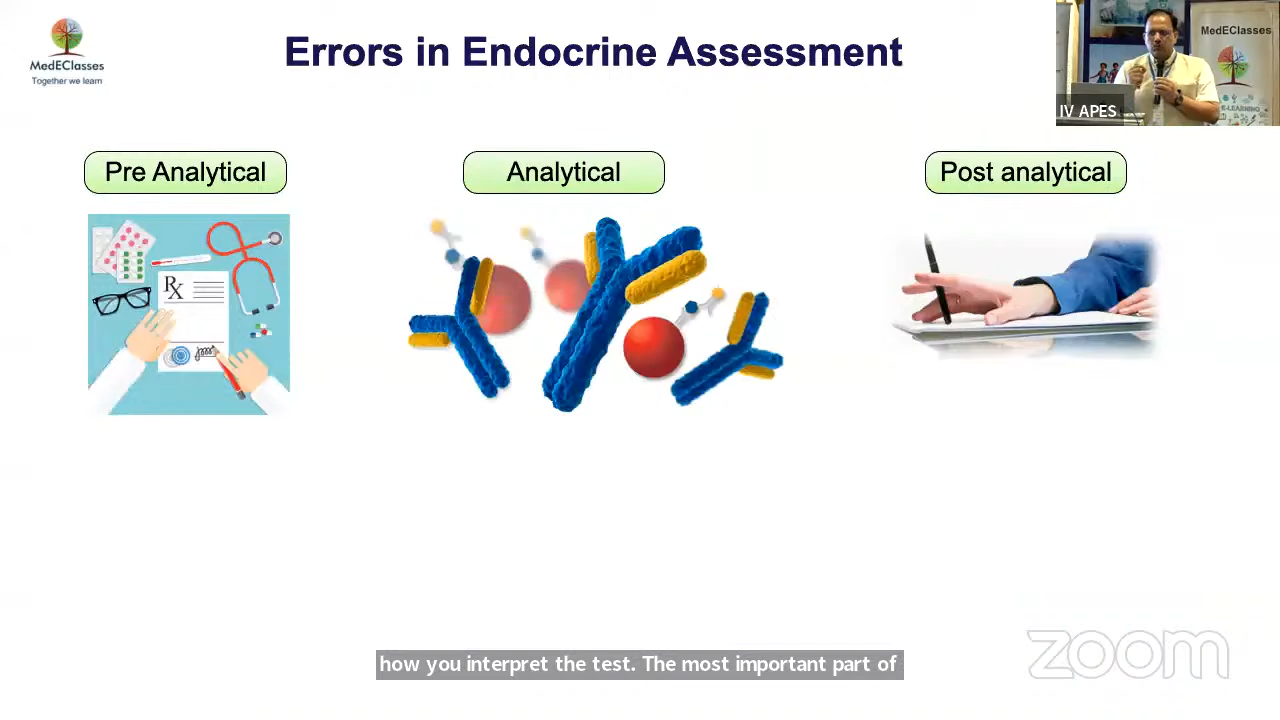 MedEClasses
Together we learn
Errors in Endocrine Assessment
MedEClasses
E-LEARNING
IV APES
Pre Analytical
Analytical
Post analytical
Rx
how you interpret the test. The most important part of
zoom